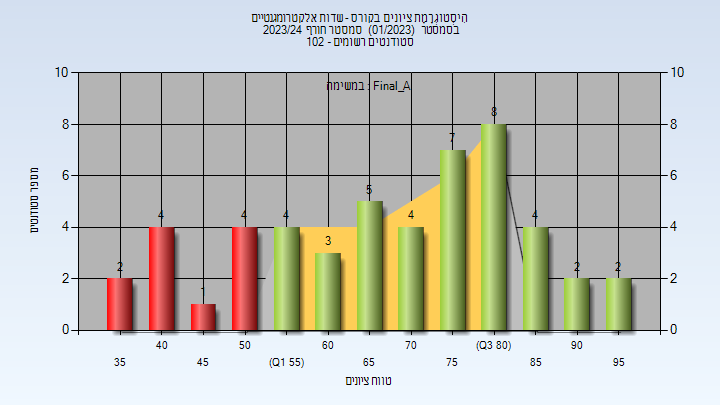 הִיסְטוֹגְרָמַת ציונים בקורס - שדות אלקטרומגנטיים
בסמסטר (01/2023) סמסטר חורף 2023/24
סטודנטים רשומים - 102
במשימה : Final_A
מספר סטודנטים
10 10
8 8
6 6
4 4
2 2
0 0
2 4 1 4 4 3 5 4 7 8 4 2 2
40 50 60 70 (Q3 80) 90
35 45 (Q1 55) 65 75 85 95
טווח ציונים